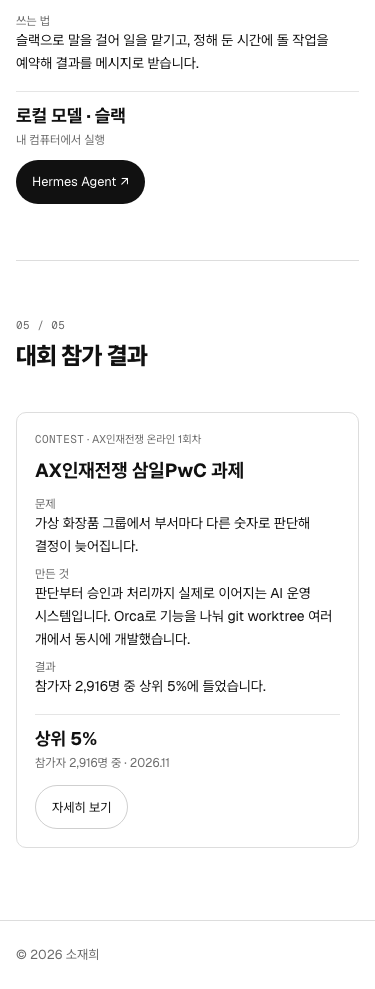 쓰는 법
슬랙으로 말을 걸어 일을 맡기고, 정해 둔 시간에 돌 작업을
예약해 결과를 메시지로 받습니다.
로컬 모델 · 슬랙
내 컴퓨터에서 실행
Hermes Agent ↗
05 / 05
대회 참가 결과
CONTEST · AX인재전쟁 온라인 1회차
AX인재전쟁 삼일PwC 과제
문제
가상 화장품 그룹에서 부서마다 다른 숫자로 판단해
결정이 늦어집니다.
만든 것
판단부터 승인과 처리까지 실제로 이어지는 AI 운영
시스템입니다. Orca로 기능을 나눠 git worktree 여러
개에서 동시에 개발했습니다.
결과
참가자 2,916명 중 상위 5%에 들었습니다.
상위 5%
참가자 2,916명 중 · 2026.11
자세히 보기
© 2026 소재희